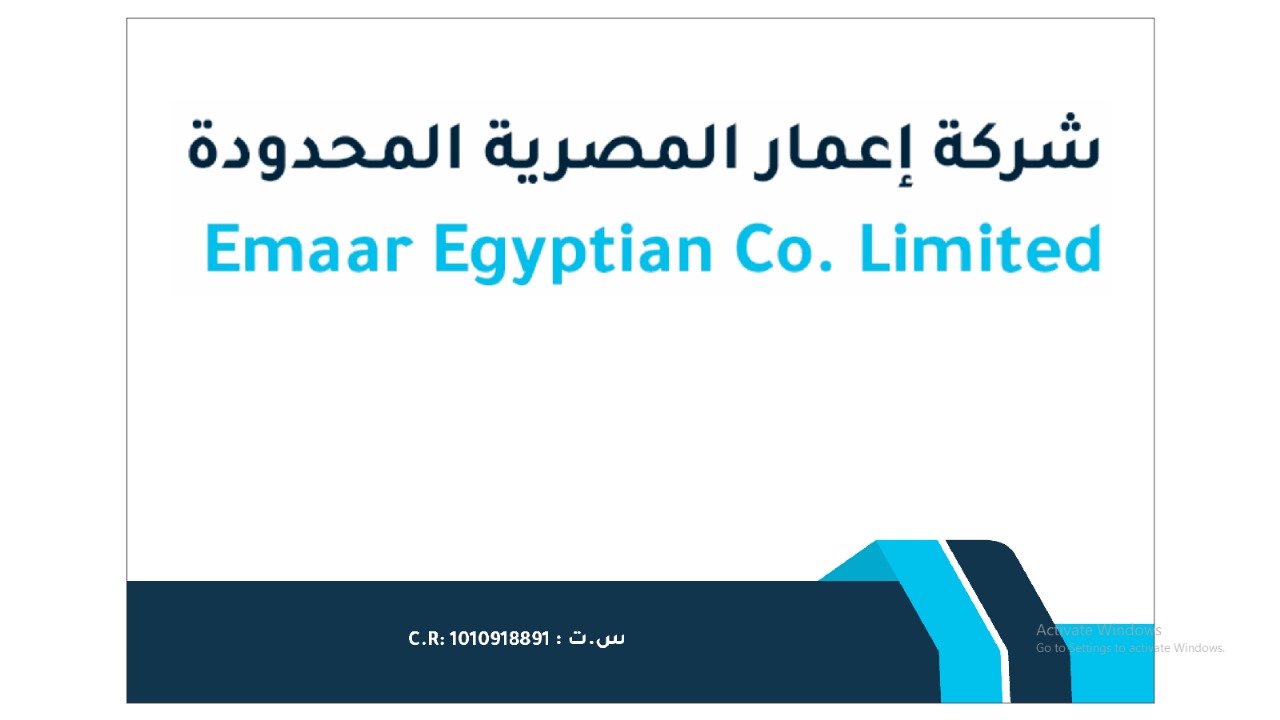 شركة إعمار المصرية المحدودة
Emaar Egyptian Co. Limited
C.R: 1010918891 : س.ت
Activate Windows
Go to Settings to activate Windows.